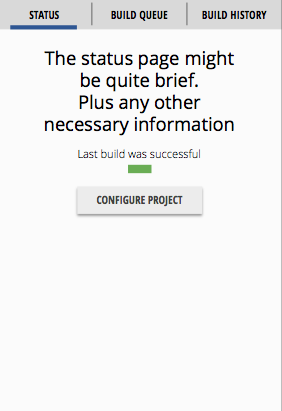 STATUS BUILD QUEUE BUILD HISTORY
The status page might
be quite brief.
Plus any other
necessary information
Last build was successful
CONFIGURE PROJECT